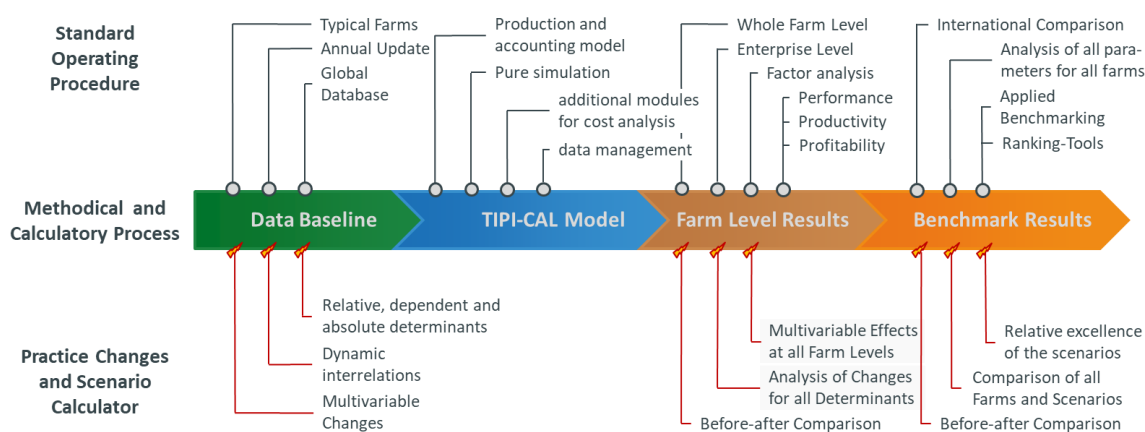 Standard
Operating
Procedure
Typical Farms
Annual Update
Global
Database
Production and
accounting model
Pure simulation
additional modules
for cost analysis
data management
Whole Farm Level
Enterprise Level
Factor analysis
Performance
Productivity
Profitability
International Comparison
Analysis of all para-
meters for all farms
Applied
Benchmarking
Ranking-Tools
Methodical and
Calculatory Process
Data Baseline
TIPI-CAL Model
Farm Level Results
Benchmark Results
Practice Changes
and Scenario
Calculator
Relative, dependent and
absolute determinants
Dynamic
interrelations
Multivariable
Changes
Multivariable Effects
at all Farm Levels
Analysis of Changes
for all Determinants
Before-after Comparison
Relative excellence
of the scenarios
Comparison of all
Farms and Scenarios
Before-after Comparison